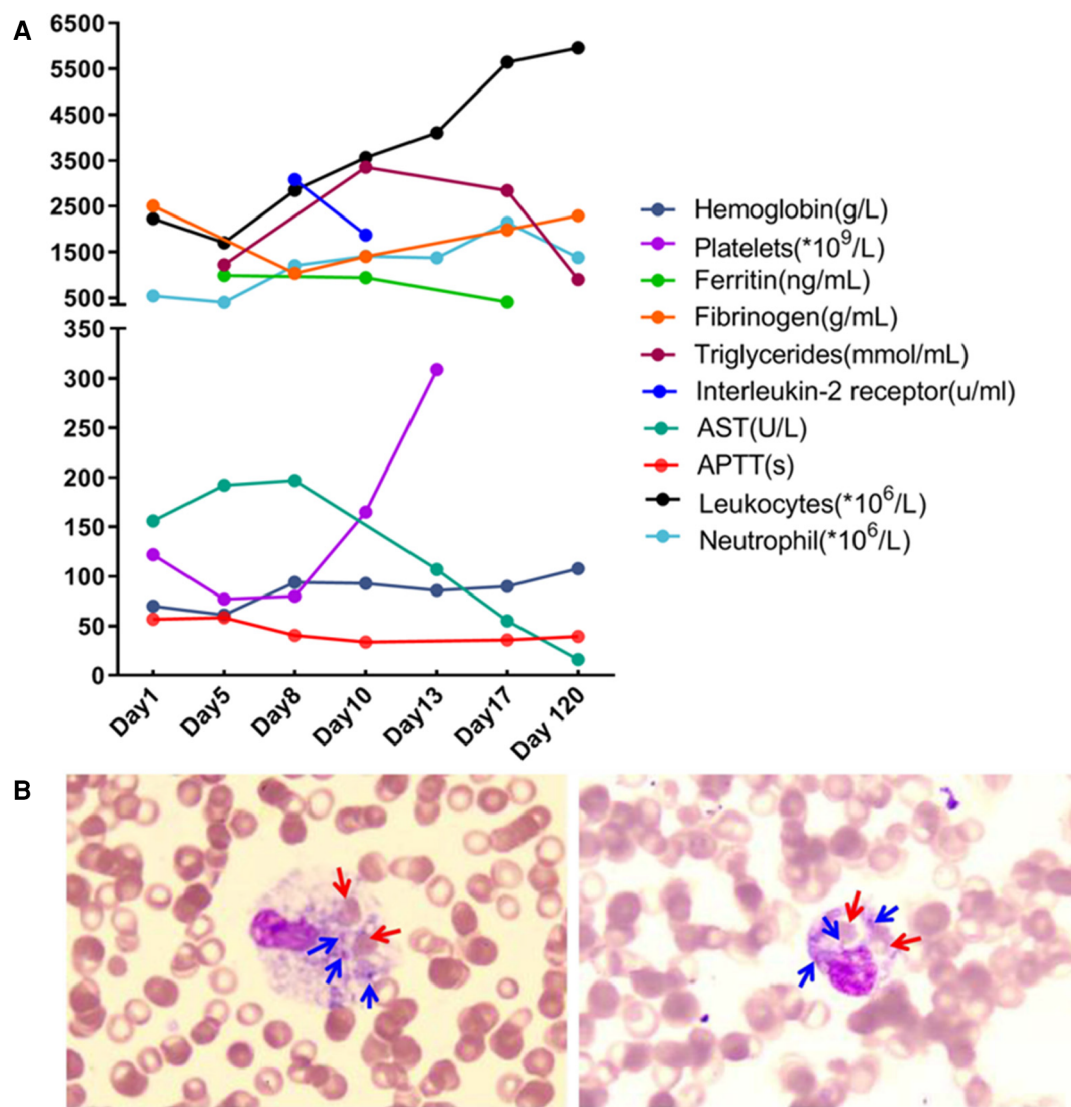 A
6500
5500
4500
3500
2500
1500
500
350
300
250
200
150
100
50
0
Day1
Day5
Day8
Day10
Day13
Day17
Day 120
Hemoglobin(g/L)
Platelets(*10⁹/L)
Ferritin(ng/mL)
Fibrinogen(g/mL)
Triglycerides(mmol/mL)
Interleukin-2 receptor(u/ml)
AST(U/L)
APTT(s)
Leukocytes(*10⁶/L)
Neutrophil(*10⁶/L)
B